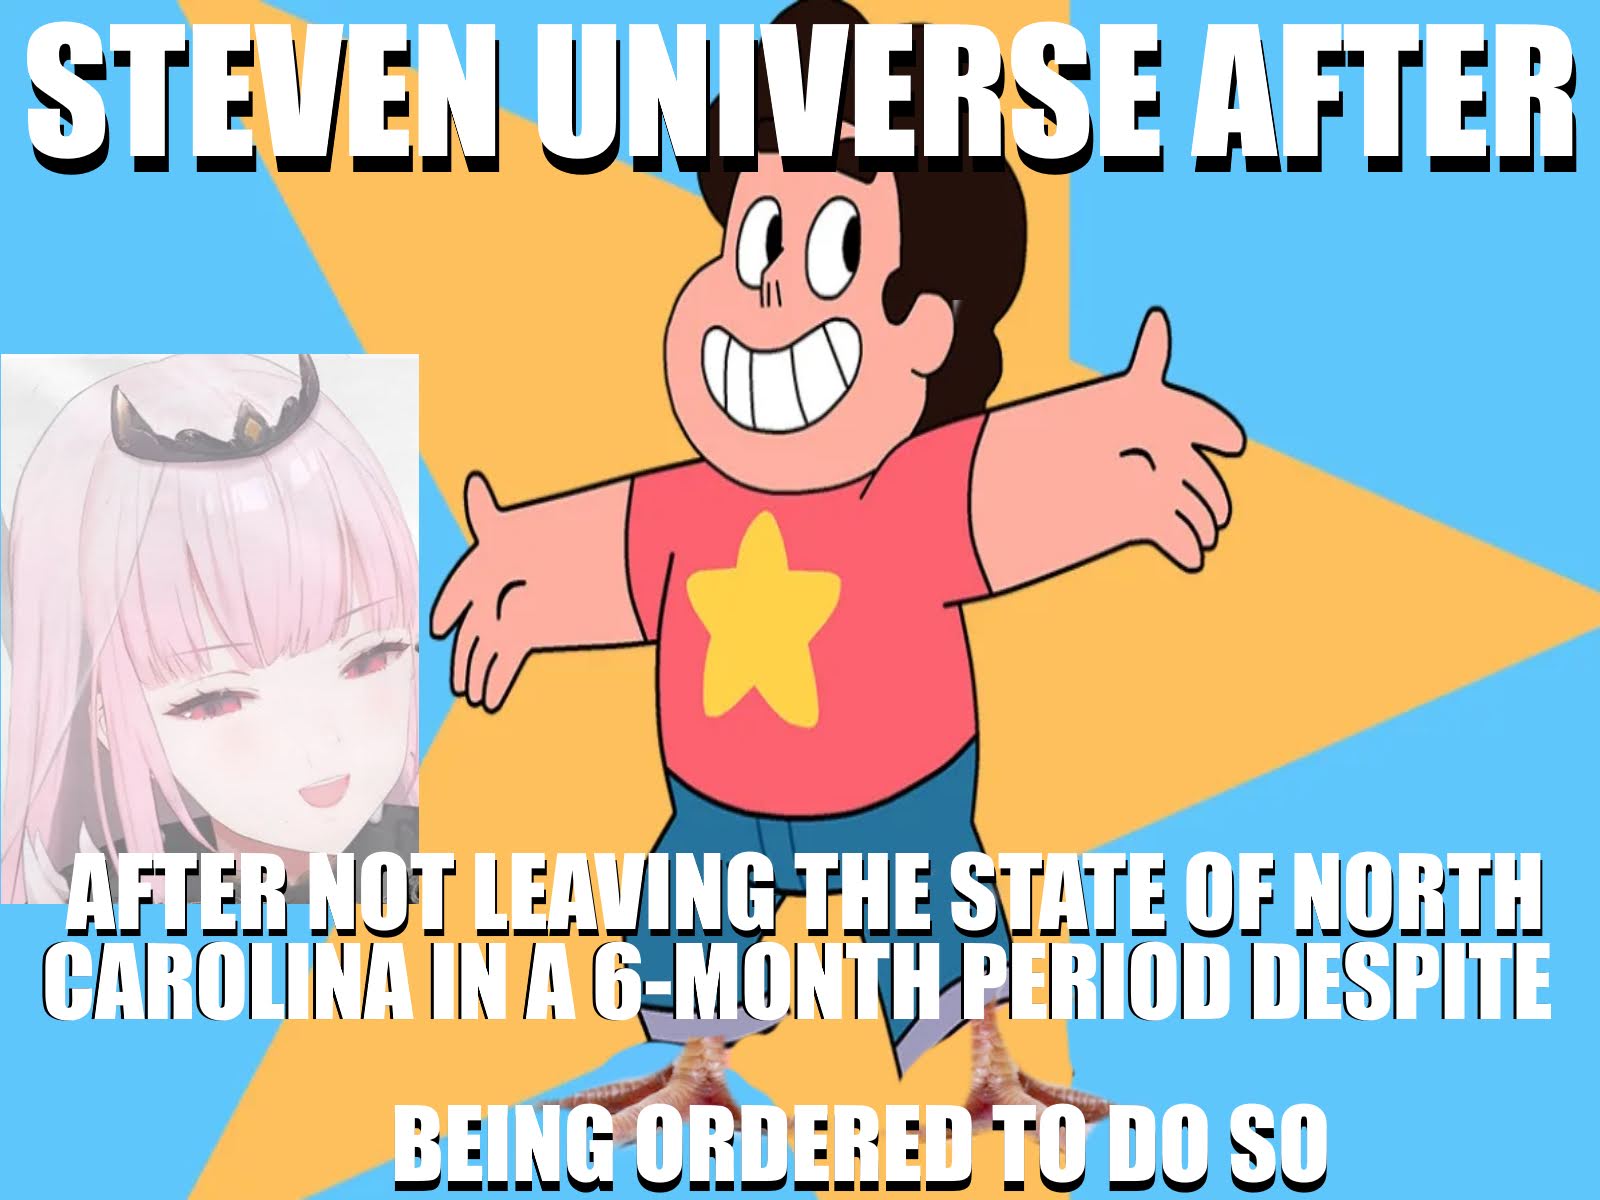 STEVEN UNIVERSE AFTER
AFTER NOT LEAVING THE STATE OF NORTH
CAROLINA IN A 6-MONTH PERIOD DESPITE
BEING ORDERED TO DO SO